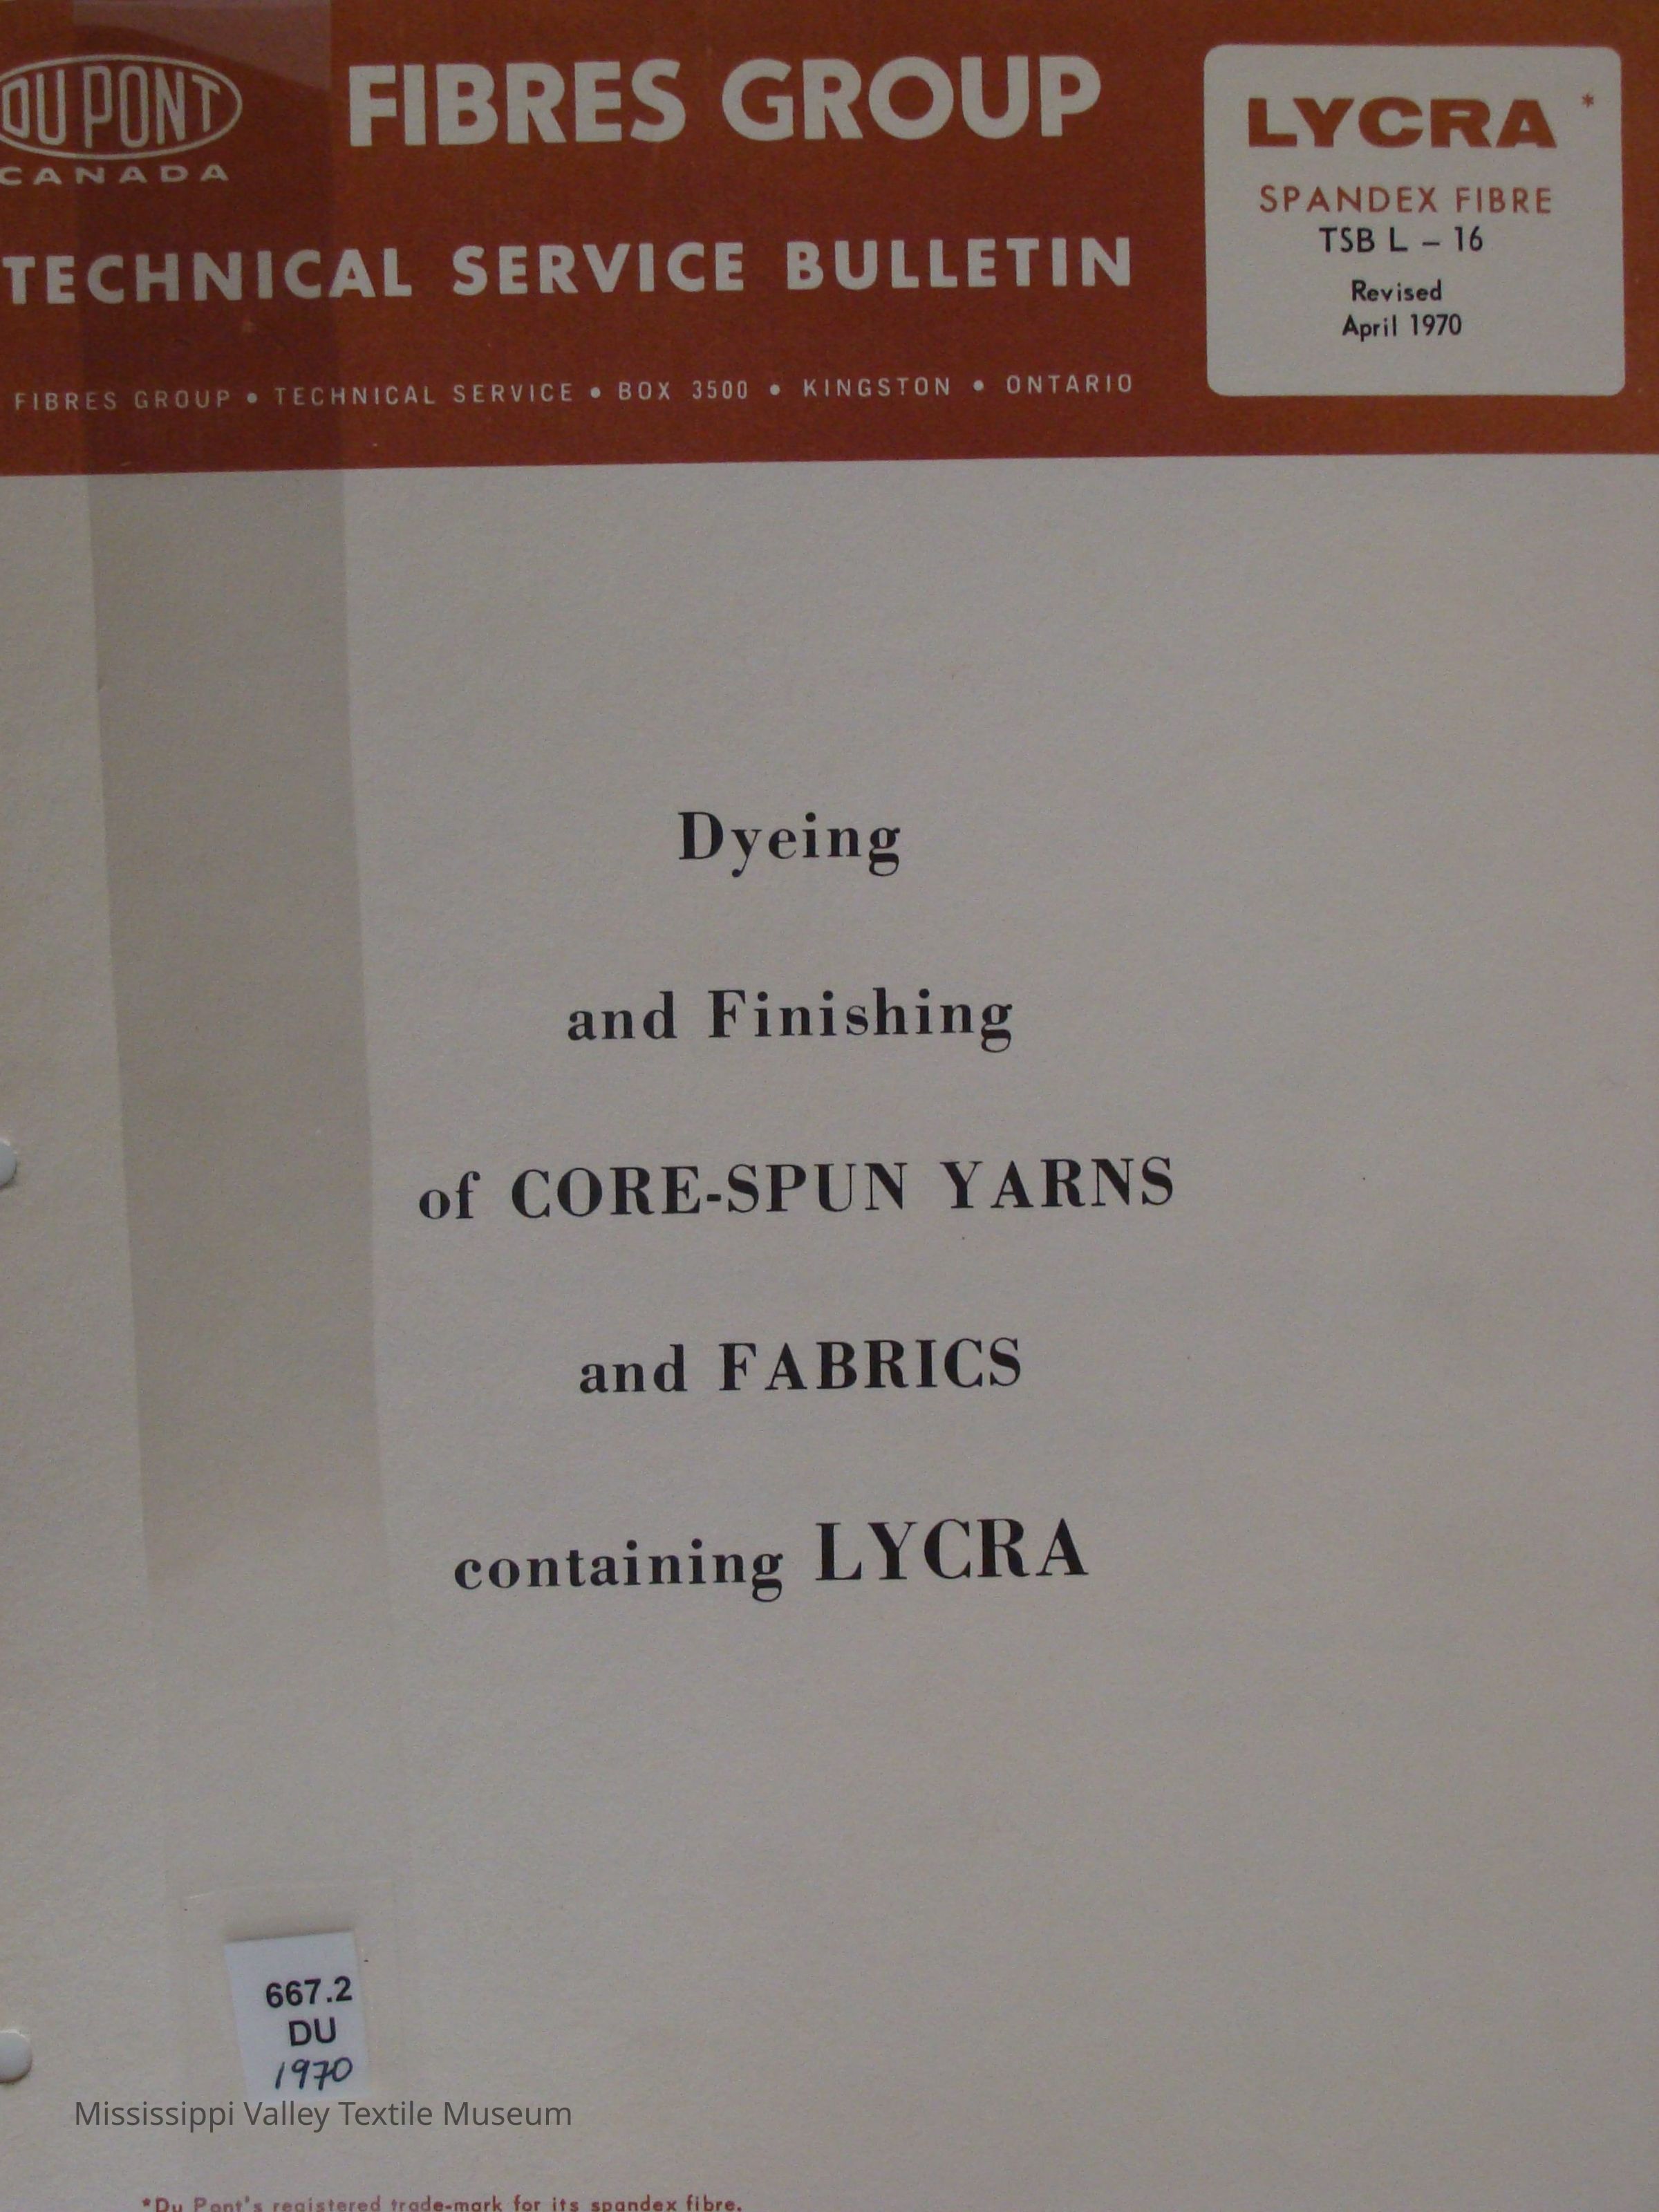 DU PONT
CANADA
FIBRES GROUP
TECHNICAL SERVICE BULLETIN
FIBRES GROUP • TECHNICAL SERVICE • BOX 3500 • KINGSTON • ONTARIO
LYCRA *
SPANDEX FIBRE
TSB L – 16
Revised
April 1970
Dyeing
and Finishing
of CORE-SPUN YARNS
and FABRICS
containing LYCRA
667.2
DU
1970
Mississippi Valley Textile Museum
*Du Pont's registered trade-mark for its spandex fibre.